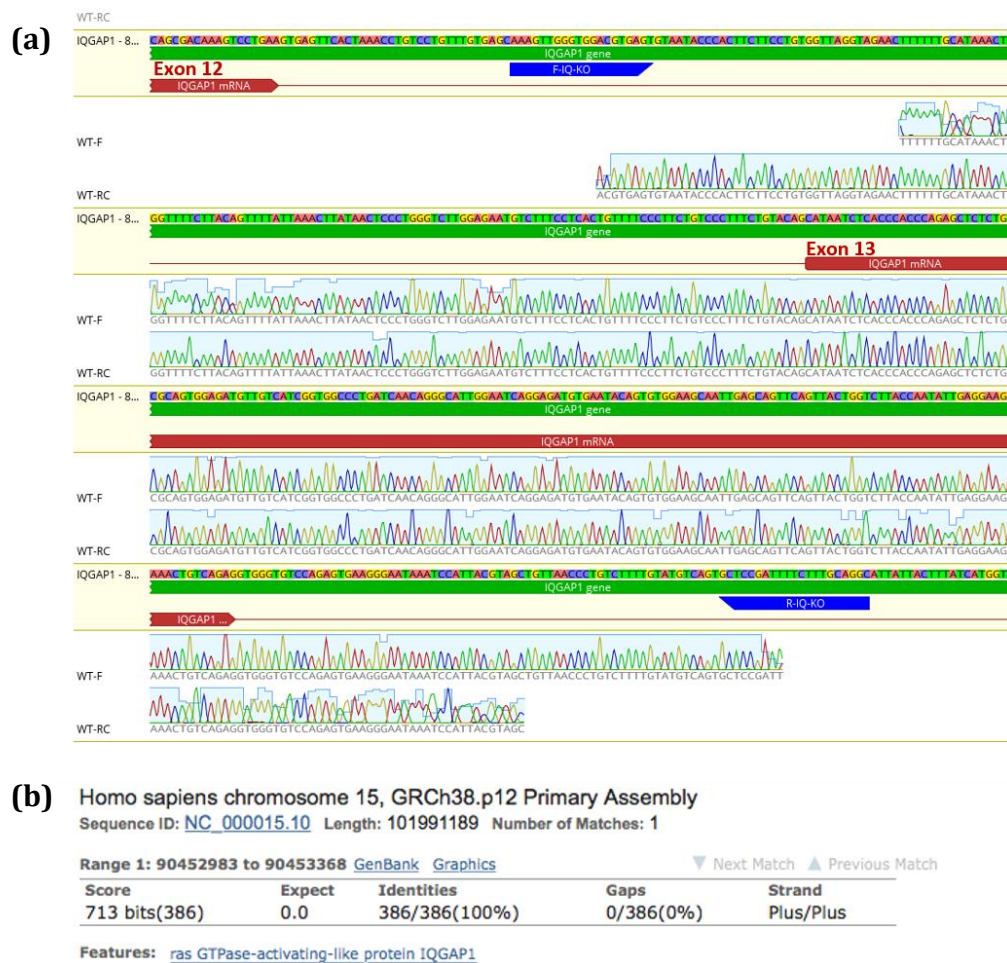 WT-RC
(a)
IQGAP1 - 8... CAGCGACAAAGTCCTGAAGTGAGTTCACTAAACCTGTCCTGTTTGTGAGCAAAGTTGGGTGGACGTGAGTGTAATACCCACTTCTTCCTGTGGTTAGGTAGAACTTTTTTGCATAAACT
IQGAP1 gene
Exon 12 F-IQ-KO
IQGAP1 mRNA
WT-F
TTTTTTGCATAAACT
WT-RC
ACGTGAGTGTAATACCCACTTCTTCCTGTGGTTAGGTAGAACTTTTTTGCATAAACT
IQGAP1 - 8... GGTTTTCTTACAGTTTTATTAAACTTATAACTCCCTGGGTCTTGGAGAATGTCTTTCCTCACTGTTTTCCCTTCTGTCCCTTTCTGTACAGCATAATCTCACCCACCCAGAGCTCTCTG
IQGAP1 gene
Exon 13
IQGAP1 mRNA
WT-F
GGTTTTCTTACAGTTTTATTAAACTTATAACTCCCTGGGTCTTGGAGAATGTCTTTCCTCACTGTTTTCCCTTCTGTCCCTTTCTGTACAGCATAATCTCACCCACCCAGAGCTCTCTG
WT-RC
GGTTTTCTTACAGTTTTATTAAACTTATAACTCCCTGGGTCTTGGAGAATGTCTTTCCTCACTGTTTTCCCTTCTGTCCCTTTCTGTACAGCATAATCTCACCCACCCAGAGCTCTCTG
IQGAP1 - 8... CGCAGTGGAGATGTTGTCATCGGTGGCCCTGATCAACAGGGCATTGGAATCAGGAGATGTGAATACAGTGTGGAAGCAATTGAGCAGTTCAGTTACTGGTCTTACCAATATTGAGGAAG
IQGAP1 gene
IQGAP1 mRNA
WT-F
CGCAGTGGAGATGTTGTCATCGGTGGCCCTGATCAACAGGGCATTGGAATCAGGAGATGTGAATACAGTGTGGAAGCAATTGAGCAGTTCAGTTACTGGTCTTACCAATATTGAGGAAG
WT-RC
CGCAGTGGAGATGTTGTCATCGGTGGCCCTGATCAACAGGGCATTGGAATCAGGAGATGTGAATACAGTGTGGAAGCAATTGAGCAGTTCAGTTACTGGTCTTACCAATATTGAGGAAG
IQGAP1 - 8... AAACTGTCAGAGGTGGGTGTCCAGAGTGAAGGGAATAAATCCATTACGTAGCTGTTAACCCTGTCTTTTGTATGTCAGTGCTCCGATTTTCTTTGCAGGCATTATTACTTTATCATGGT
IQGAP1 gene
R-IQ-KO
IQGAP1 ...
WT-F
AAACTGTCAGAGGTGGGTGTCCAGAGTGAAGGGAATAAATCCATTACGTAGCTGTTAACCCTGTCTTTTGTATGTCAGTGCTCCGATT
WT-RC
AAACTGTCAGAGGTGGGTGTCCAGAGTGAAGGGAATAAATCCATTACGTAGC
(b)
Homo sapiens chromosome 15, GRCh38.p12 Primary Assembly
Sequence ID: NC_000015.10 Length: 101991189 Number of Matches: 1
Range 1: 90452983 to 90453368 GenBank Graphics ▼ Next Match ▲ Previous Match
Score Expect Identities Gaps Strand
713 bits(386) 0.0 386/386(100%) 0/386(0%) Plus/Plus
Features: ras GTPase-activating-like protein IQGAP1